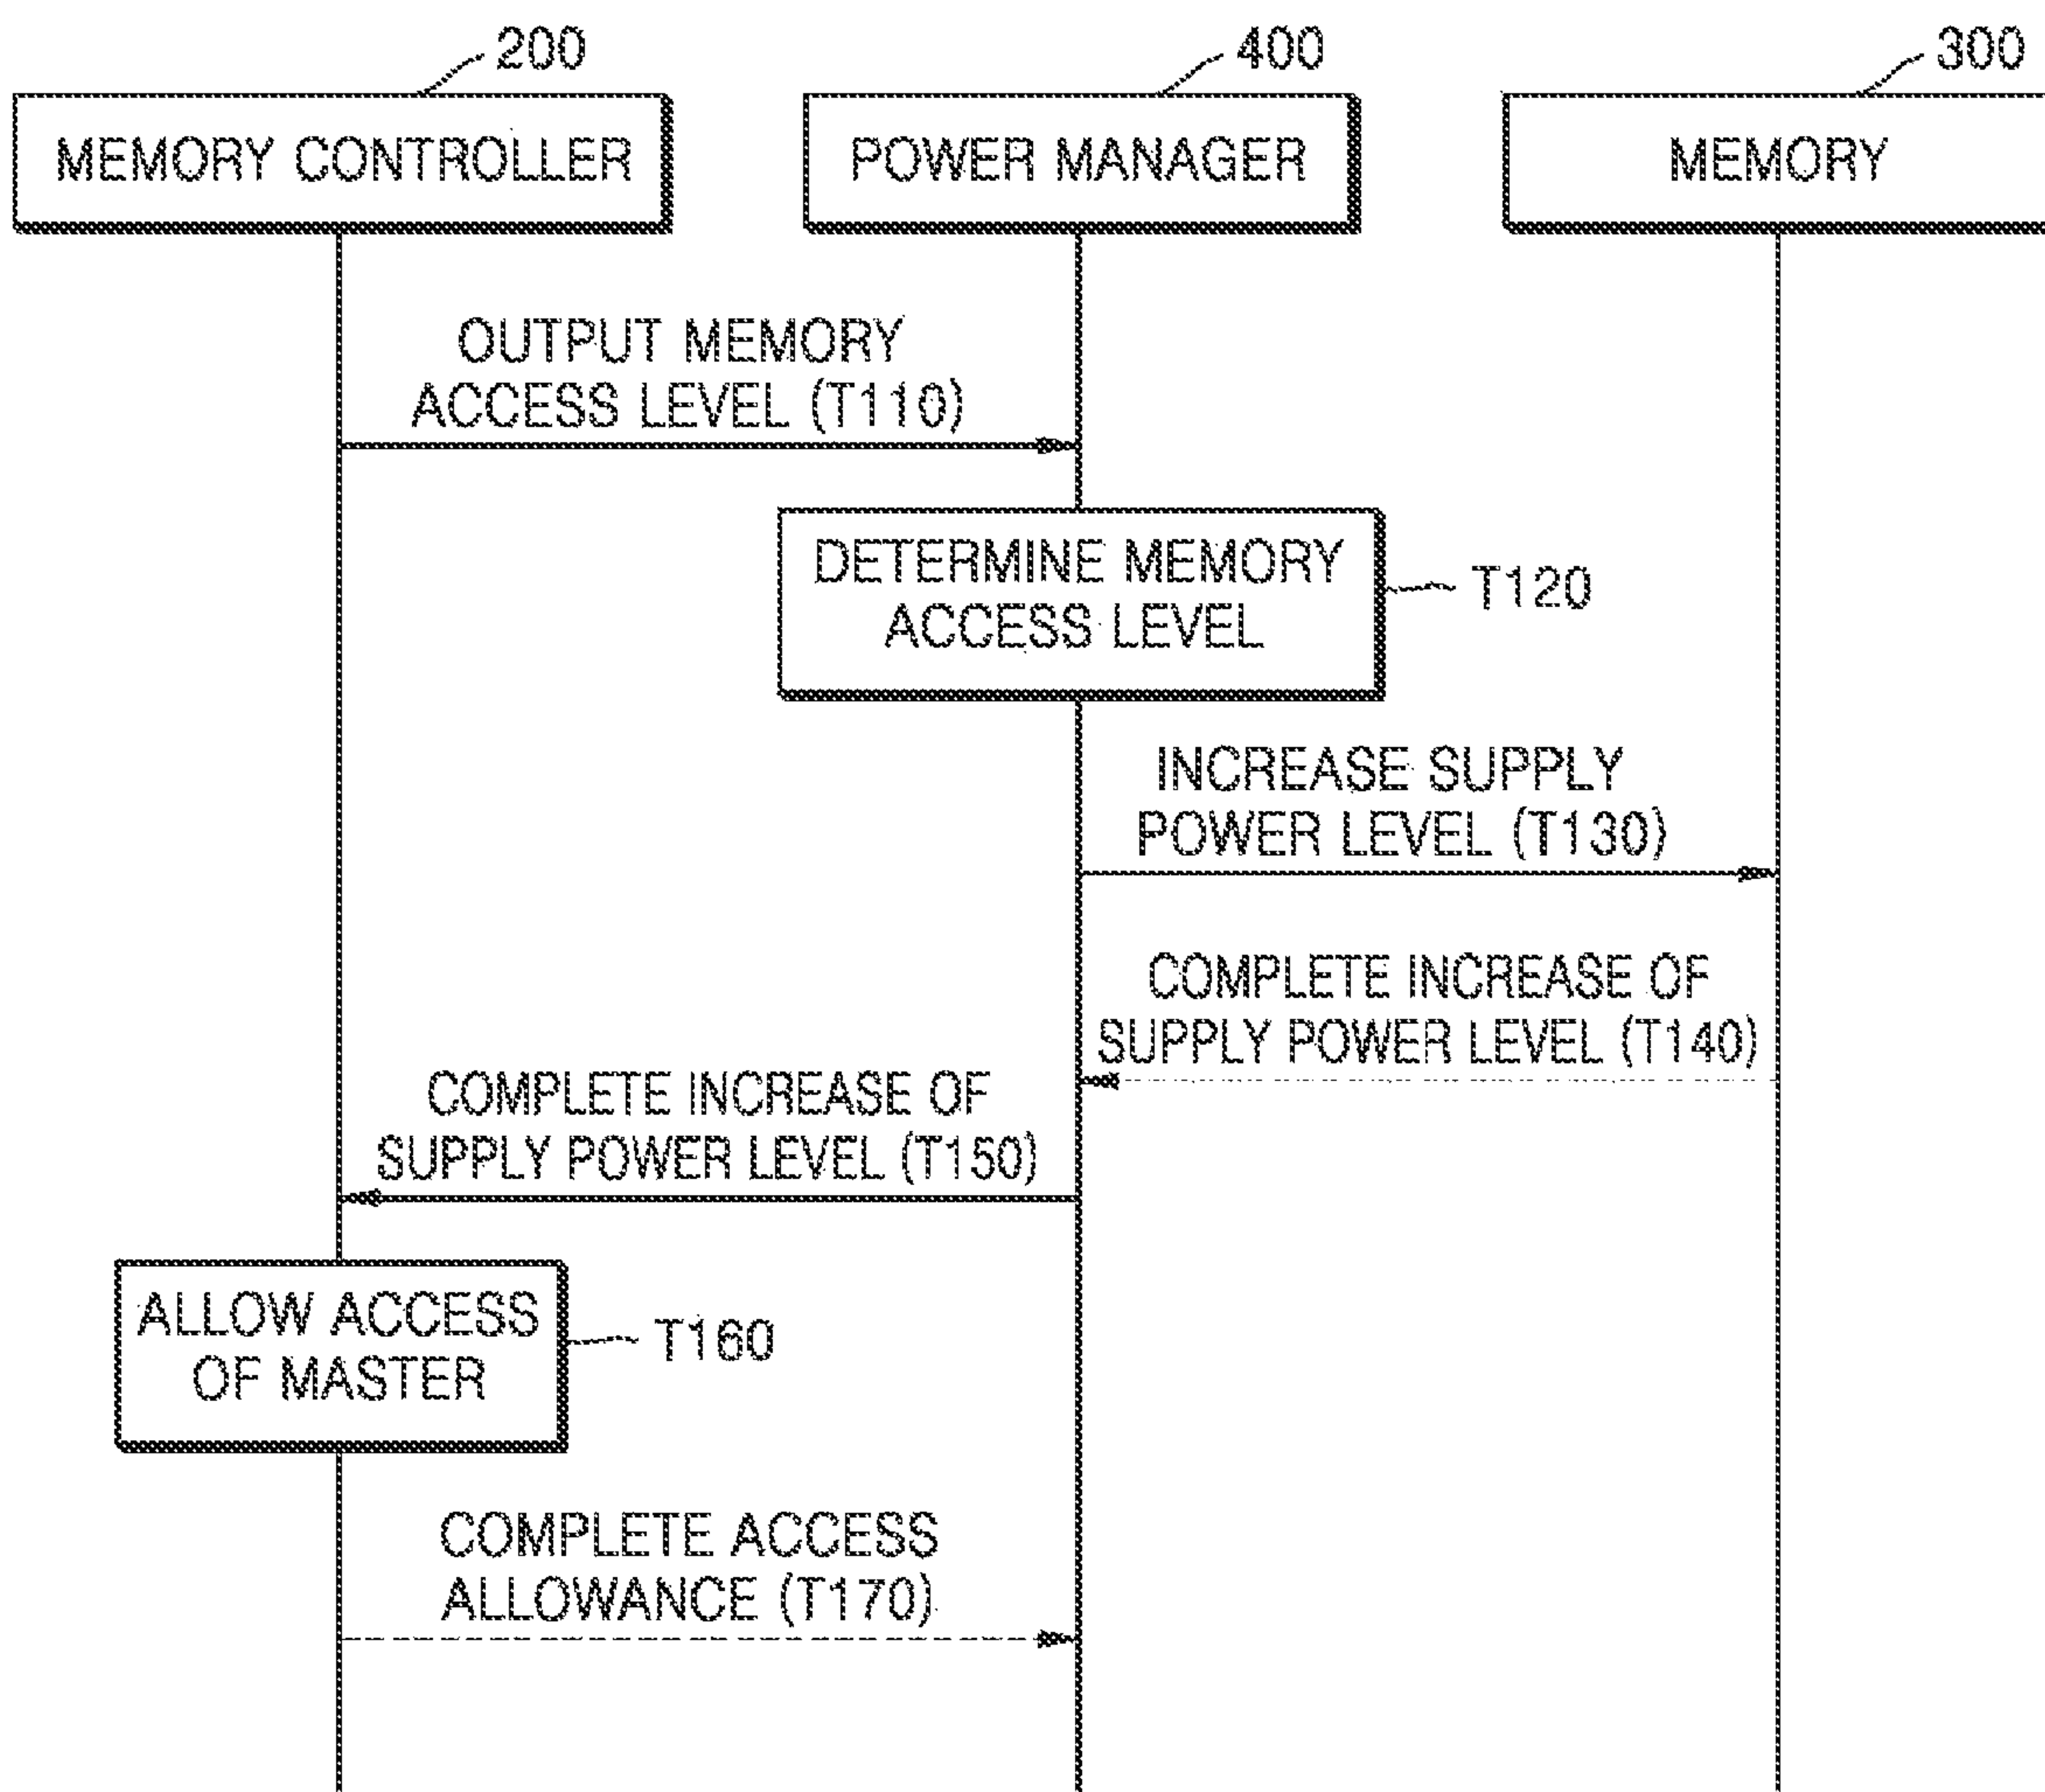 200
400
300
MEMORY CONTROLLER
POWER MANAGER
MEMORY
OUTPUT MEMORY
ACCESS LEVEL (T110)
DETERMINE MEMORY
ACCESS LEVEL
T120
INCREASE SUPPLY
POWER LEVEL (T130)
COMPLETE INCREASE OF
SUPPLY POWER LEVEL (T140)
COMPLETE INCREASE OF
SUPPLY POWER LEVEL (T150)
ALLOW ACCESS
OF MASTER
T160
COMPLETE ACCESS
ALLOWANCE (T170)